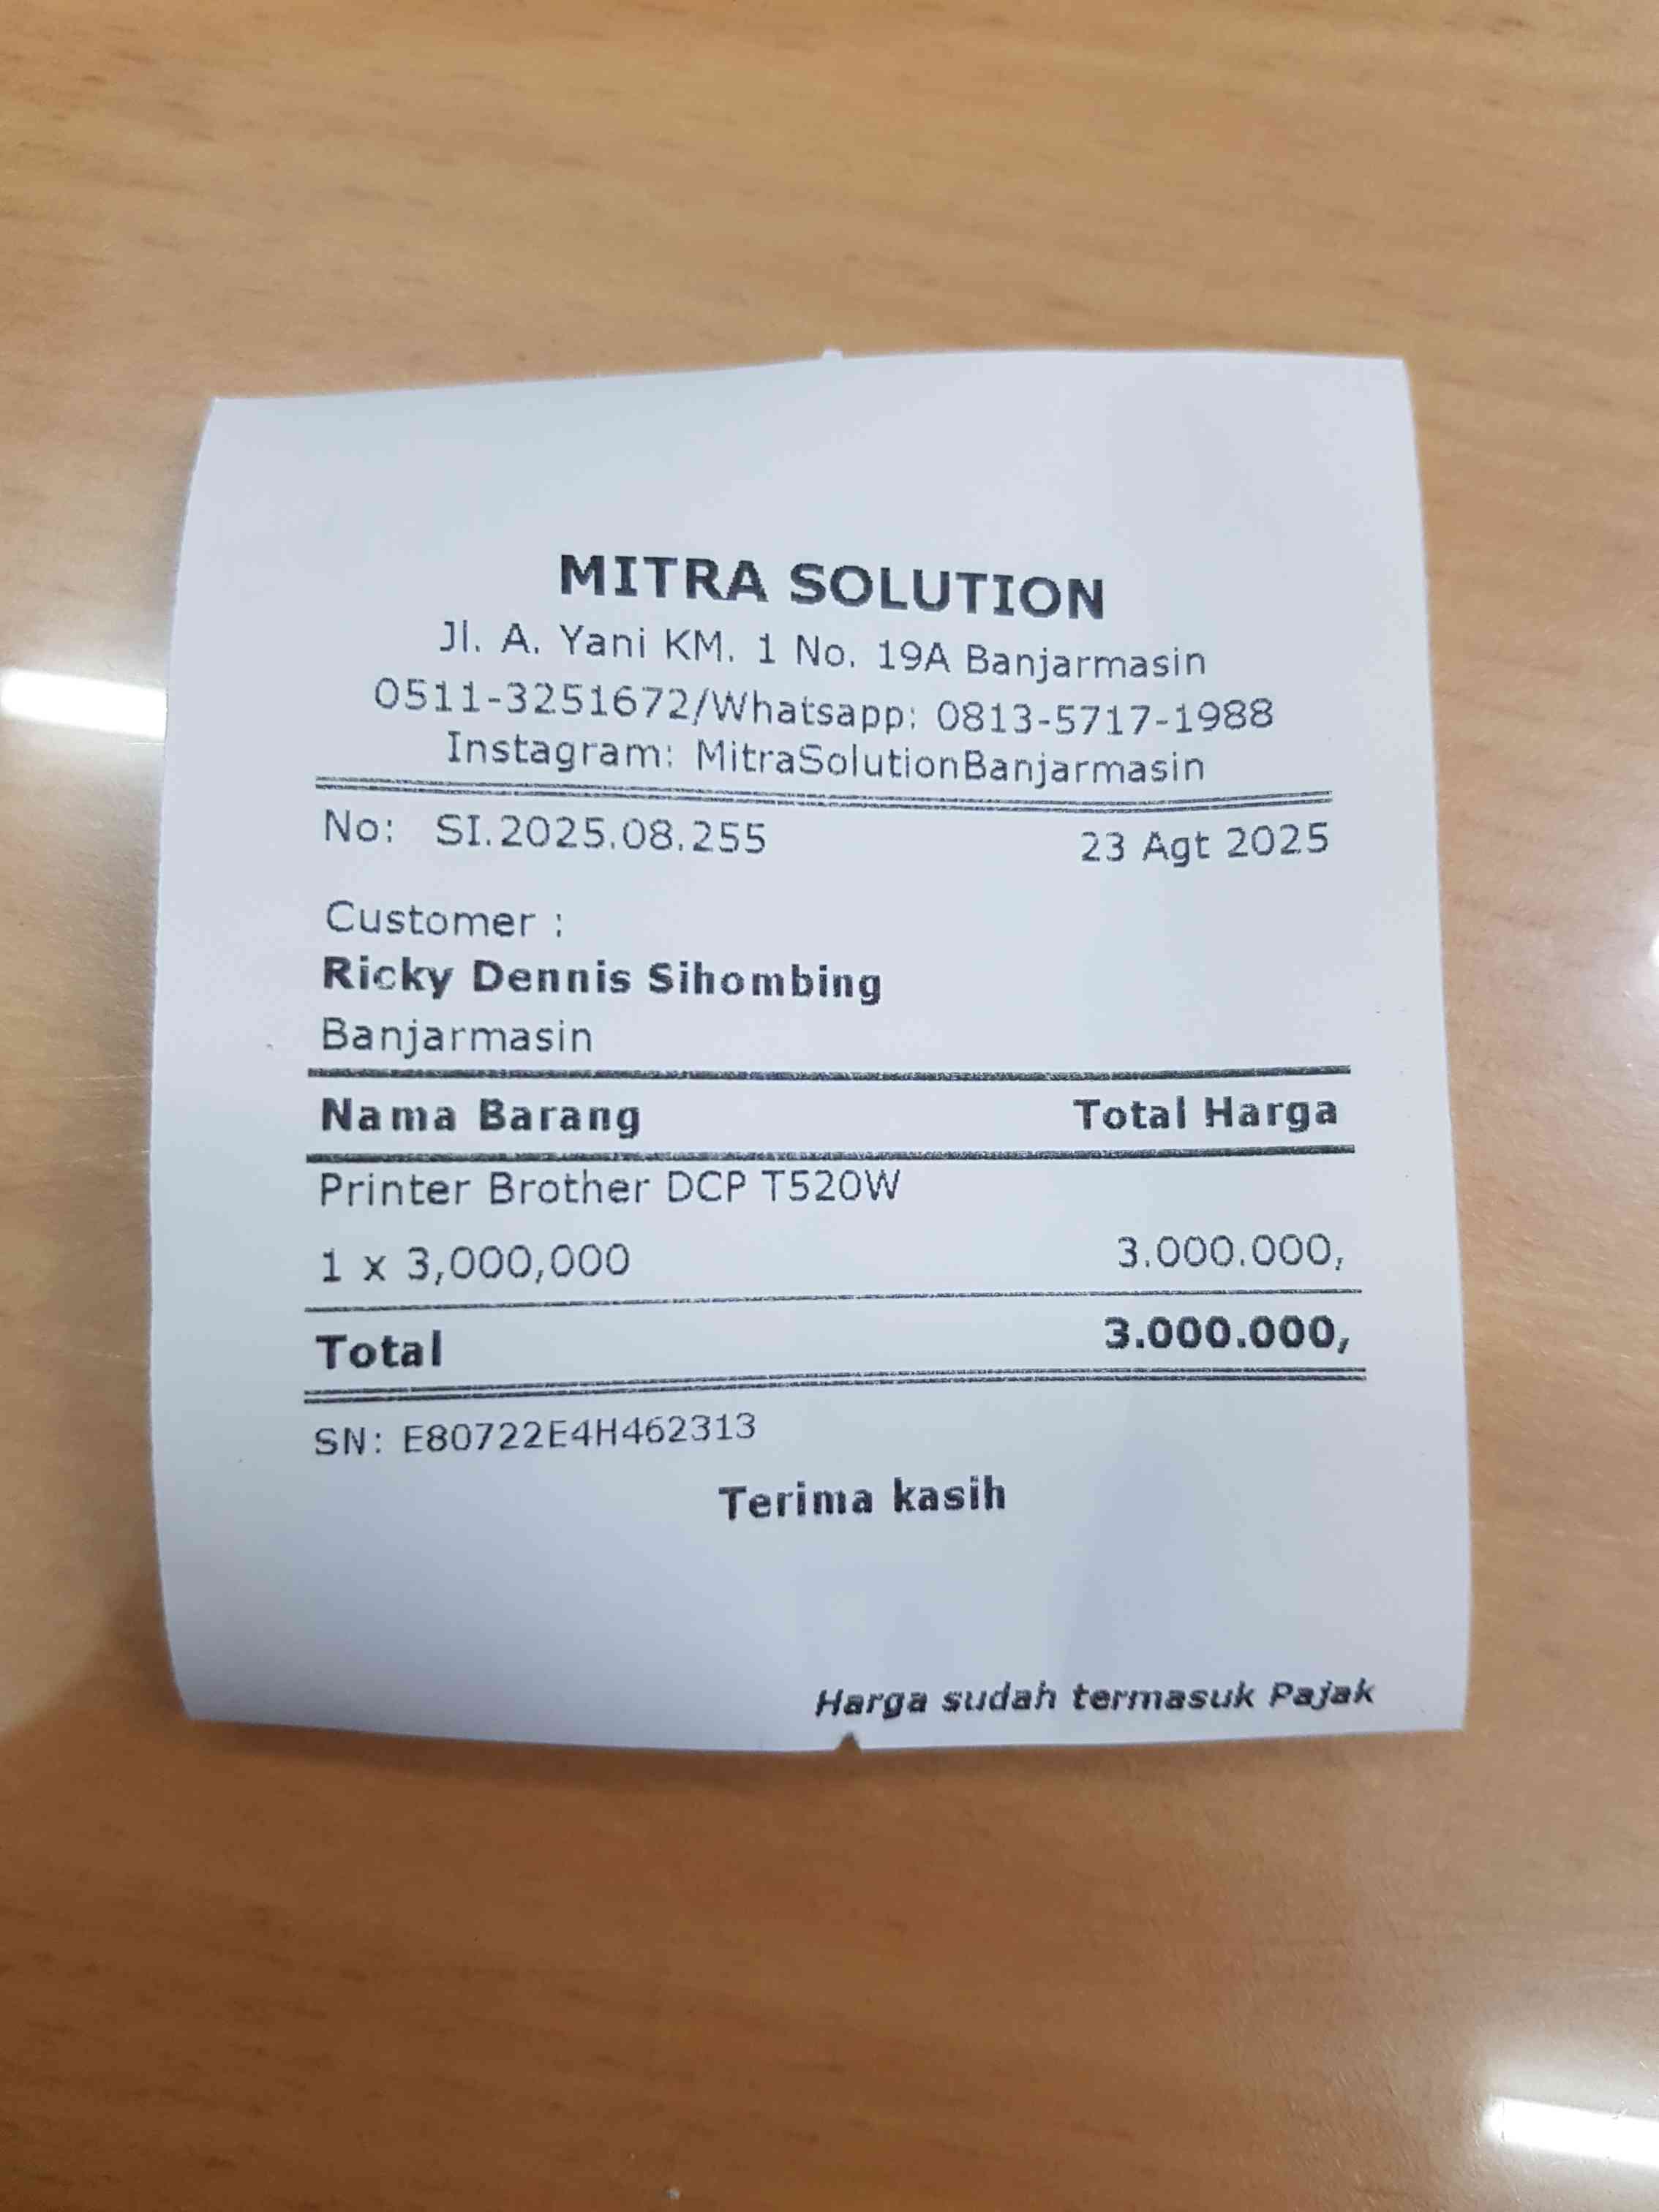 MITRA SOLUTION
Jl. A. Yani KM. 1 No. 19A Banjarmasin
0511-3251672/Whatsapp: 0813-5717-1988
Instagram: MitraSolutionBanjarmasin
No: SI.2025.08.255 23 Agt 2025
Customer :
Ricky Dennis Sihombing
Banjarmasin
Nama Barang Total Harga
Printer Brother DCP T520W
1 x 3,000,000 3.000.000,
Total 3.000.000,
SN: E80722E4H462313
Terima kasih
Harga sudah termasuk Pajak